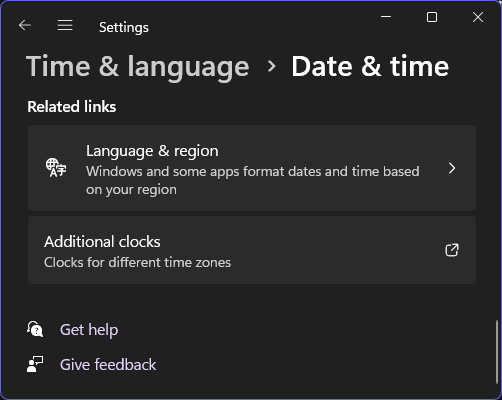 Settings
Time & language > Date & time
Related links
Language & region
Windows and some apps format dates and time based
on your region
Additional clocks
Clocks for different time zones
Get help
Give feedback